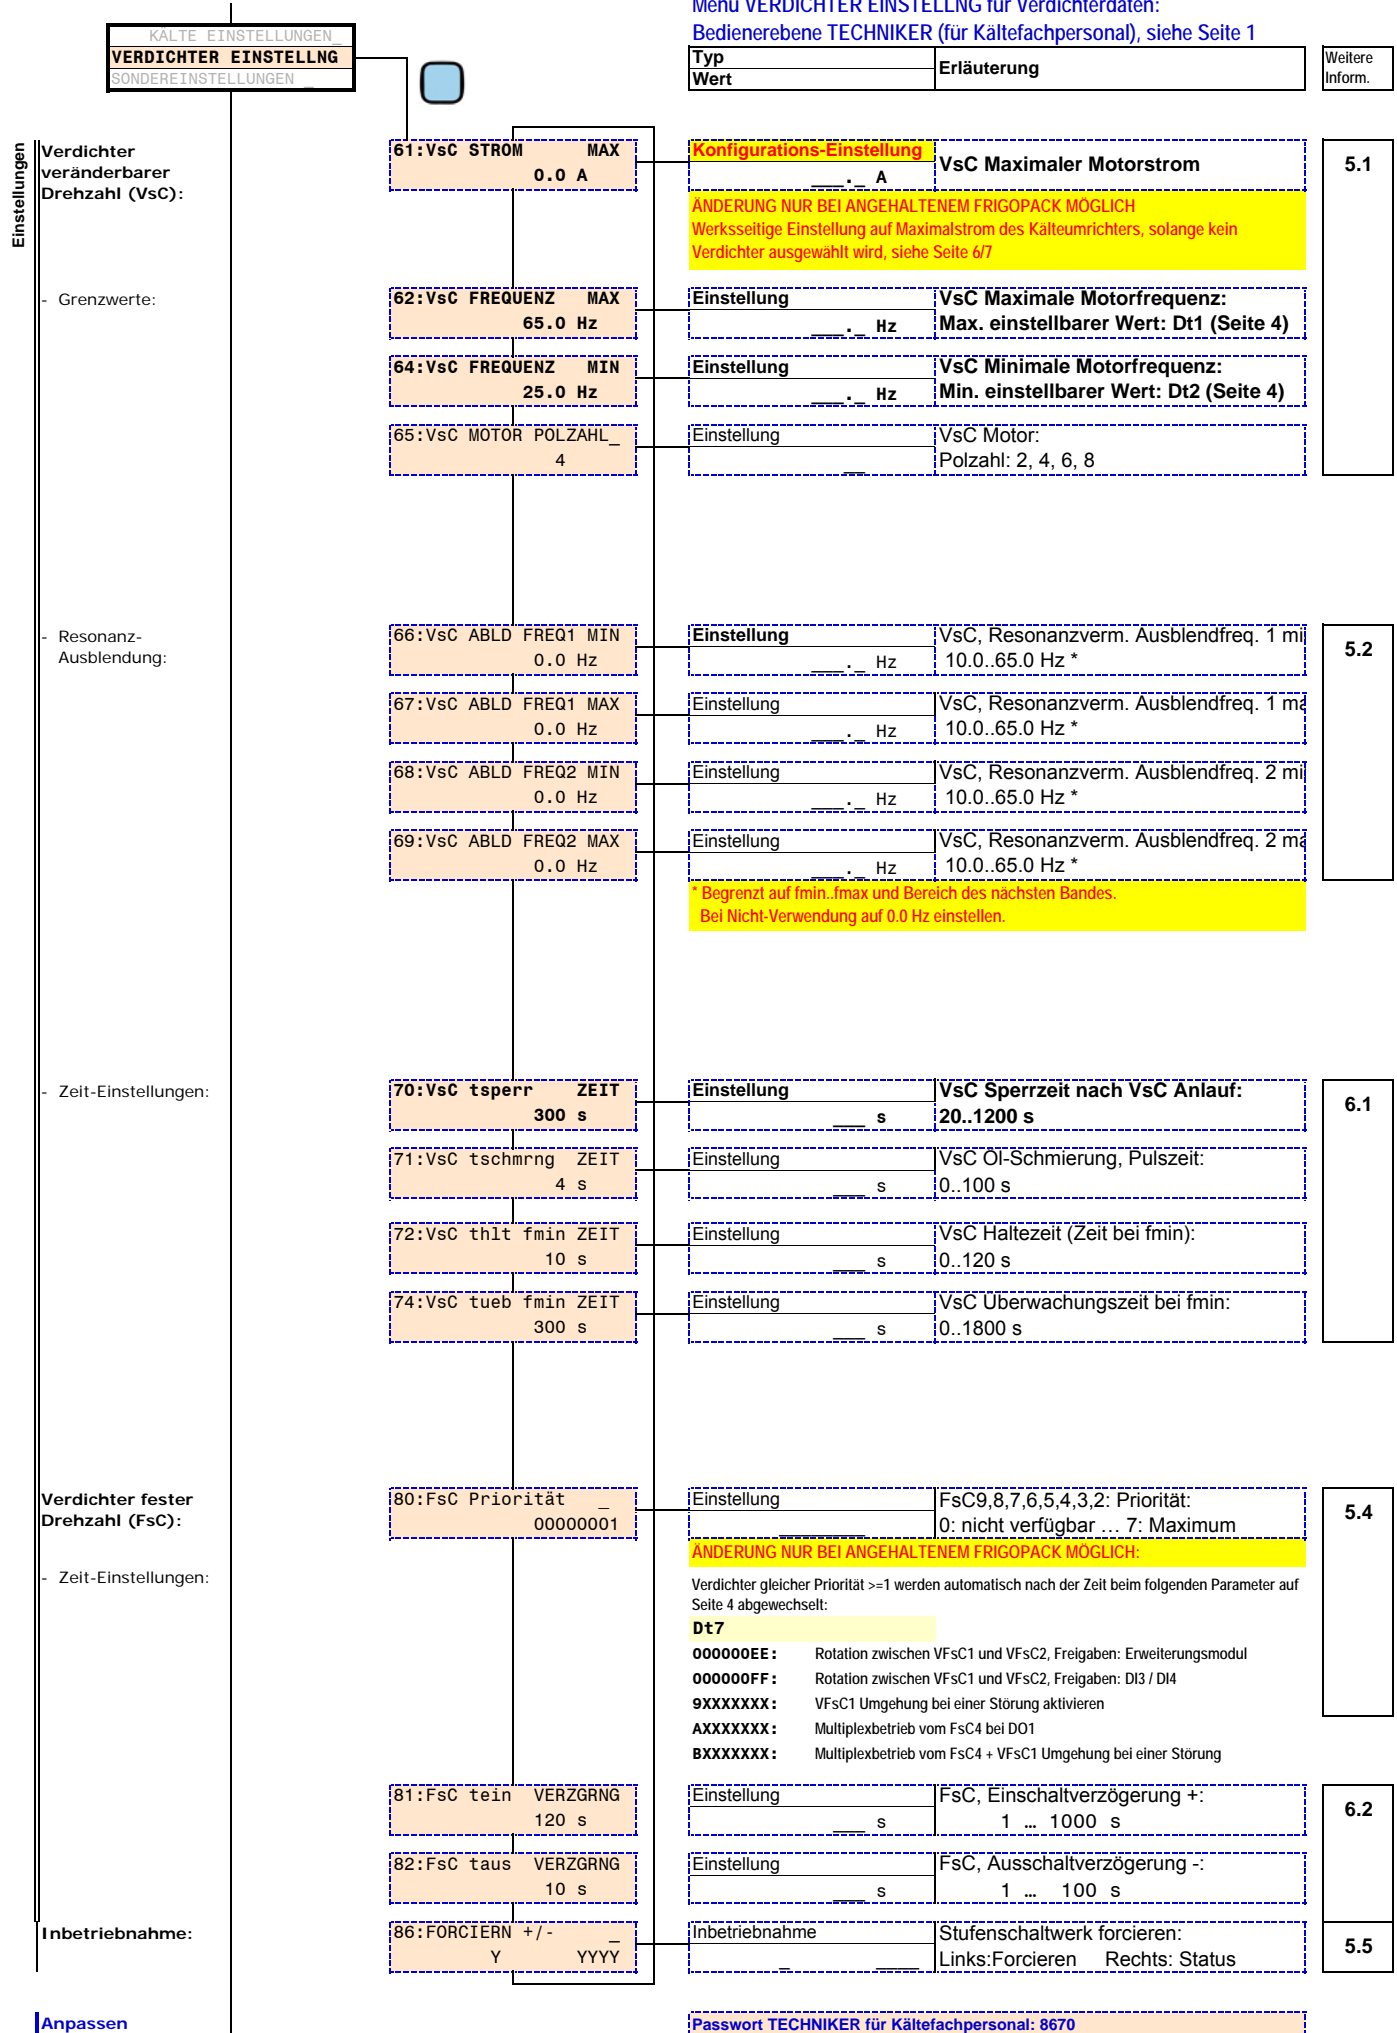 Menü VERDICHTER EINSTELLNG für Verdichterdaten:
Bedienerebene TECHNIKER (für Kältefachpersonal), siehe Seite 1
KÄLTE EINSTELLUNGEN_
VERDICHTER EINSTELLNG
SONDEREINSTELLUNGEN _
Typ
Wert
Erläuterung
Weitere
Inform.
Einstellungen
Verdichter
veränderbarer
Drehzahl (VsC):
61:VsC STROM MAX
0.0 A
Konfigurations-Einstellung
___._ A
VsC Maximaler Motorstrom
5.1
ÄNDERUNG NUR BEI ANGEHALTENEM FRIGOPACK MÖGLICH
Werksseitige Einstellung auf Maximalstrom des Kälteumrichters, solange kein
Verdichter ausgewählt wird, siehe Seite 6/7
- Grenzwerte:
62:VsC FREQUENZ MAX
65.0 Hz
Einstellung
___._ Hz
VsC Maximale Motorfrequenz:
Max. einstellbarer Wert: Dt1 (Seite 4)
64:VsC FREQUENZ MIN
25.0 Hz
Einstellung
___._ Hz
VsC Minimale Motorfrequenz:
Min. einstellbarer Wert: Dt2 (Seite 4)
65:VsC MOTOR POLZAHL_
4
Einstellung
__
VsC Motor:
Polzahl: 2, 4, 6, 8
- Resonanz-
Ausblendung:
66:VsC ABLD FREQ1 MIN
0.0 Hz
Einstellung
___._ Hz
VsC, Resonanzverm. Ausblendfreq. 1 mi
10.0..65.0 Hz *
5.2
67:VsC ABLD FREQ1 MAX
0.0 Hz
Einstellung
___._ Hz
VsC, Resonanzverm. Ausblendfreq. 1 ma
10.0..65.0 Hz *
68:VsC ABLD FREQ2 MIN
0.0 Hz
Einstellung
___._ Hz
VsC, Resonanzverm. Ausblendfreq. 2 mi
10.0..65.0 Hz *
69:VsC ABLD FREQ2 MAX
0.0 Hz
Einstellung
___._ Hz
VsC, Resonanzverm. Ausblendfreq. 2 ma
10.0..65.0 Hz *
* Begrenzt auf fmin..fmax und Bereich des nächsten Bandes.
Bei Nicht-Verwendung auf 0.0 Hz einstellen.
- Zeit-Einstellungen:
70:VsC tsperr ZEIT
300 s
Einstellung
___ s
VsC Sperrzeit nach VsC Anlauf:
20..1200 s
6.1
71:VsC tschmrng ZEIT
4 s
Einstellung
___ s
VsC Öl-Schmierung, Pulszeit:
0..100 s
72:VsC thlt fmin ZEIT
10 s
Einstellung
___ s
VsC Haltezeit (Zeit bei fmin):
0..120 s
74:VsC tueb fmin ZEIT
300 s
Einstellung
___ s
VsC Überwachungszeit bei fmin:
0..1800 s
Verdichter fester
Drehzahl (FsC):
80:FsC Priorität _
00000001
Einstellung
________
FsC9,8,7,6,5,4,3,2: Priorität:
0: nicht verfügbar … 7: Maximum
5.4
ÄNDERUNG NUR BEI ANGEHALTENEM FRIGOPACK MÖGLICH:
- Zeit-Einstellungen:
Verdichter gleicher Priorität >=1 werden automatisch nach der Zeit beim folgenden Parameter auf
Seite 4 abgewechselt:
Dt7
000000EE: Rotation zwischen VFsC1 und VFsC2, Freigaben: Erweiterungsmodul
000000FF: Rotation zwischen VFsC1 und VFsC2, Freigaben: DI3 / DI4
9XXXXXXX: VFsC1 Umgehung bei einer Störung aktivieren
AXXXXXXX: Multiplexbetrieb vom FsC4 bei DO1
BXXXXXXX: Multiplexbetrieb vom FsC4 + VFsC1 Umgehung bei einer Störung
81:FsC tein VERZGRNG
120 s
Einstellung
___ s
FsC, Einschaltverzögerung +:
1 … 1000 s
6.2
82:FsC taus VERZGRNG
10 s
Einstellung
___ s
FsC, Ausschaltverzögerung -:
1 … 100 s
Inbetriebnahme:
86:FORCIERN +/- _
Y YYYY
Inbetriebnahme
_ ____
Stufenschaltwerk forcieren:
Links:Forcieren Rechts: Status
5.5
Anpassen
Passwort TECHNIKER für Kältefachpersonal: 8670